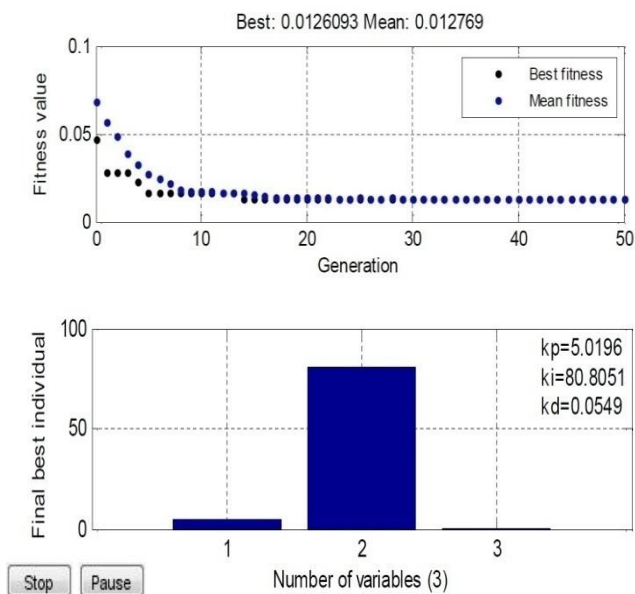 Best: 0.0126093 Mean: 0.012769
0.1
0.05
0
Fitness value
Best fitness
Mean fitness
0 10 20 30 40 50
Generation
100
50
0
Final best individual
kp=5.0196
ki=80.8051
kd=0.0549
1 2 3
Number of variables (3)
Stop Pause